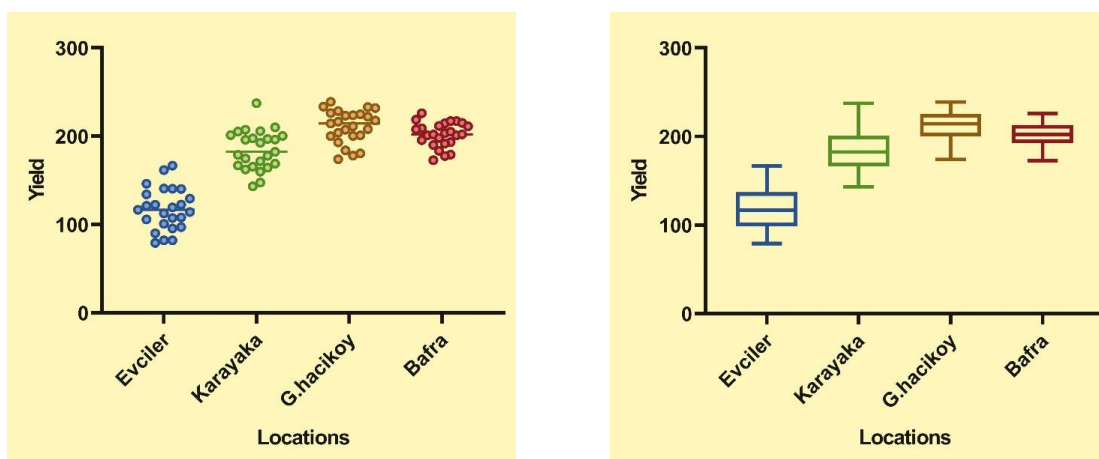 300
200
100
0
Yield
Evciler
Karayaka
G.hacikoy
Bafra
Locations
300
200
100
0
Yield
Evciler
Karayaka
G.hacikoy
Bafra
Locations